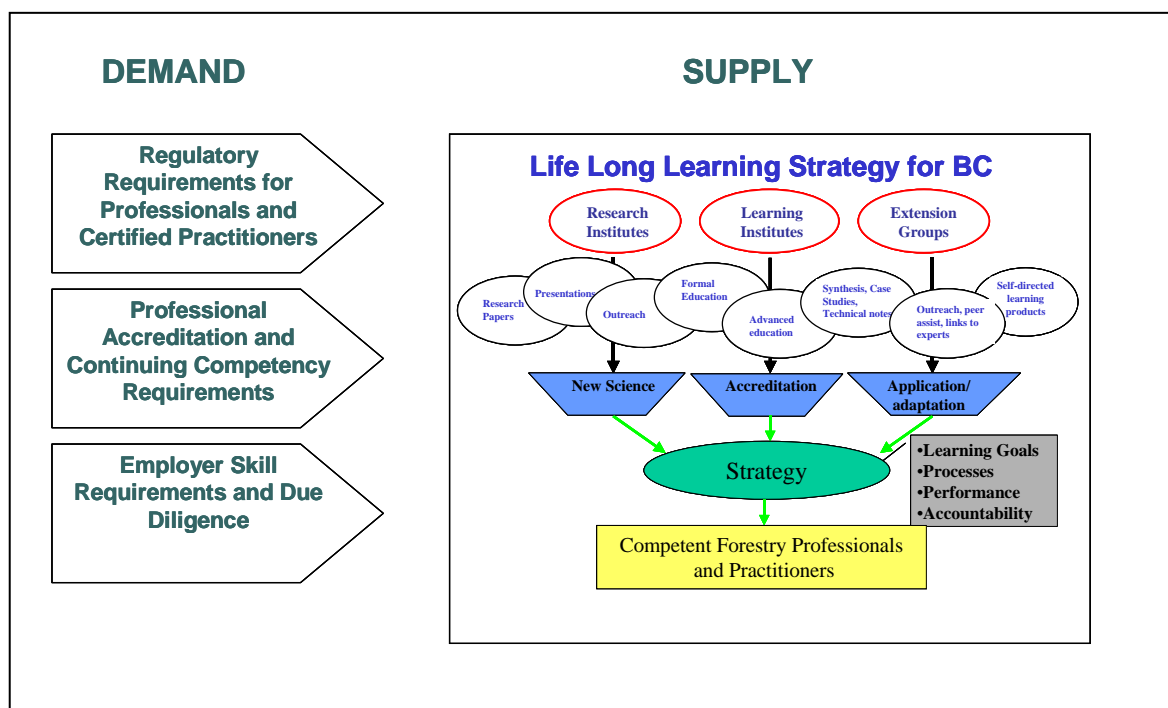 DEMAND
SUPPLY
Regulatory
Requirements for
Professionals and
Certified Practitioners
Professional
Accreditation and
Continuing Competency
Requirements
Employer Skill
Requirements and Due
Diligence
Life Long Learning Strategy for BC
Research
Institutes
Learning
Institutes
Extension
Groups
Research
Papers
Presentations
Outreach
Formal
Education
Advanced
education
Synthesis, Case
Studies,
Technical notes
Outreach, peer
assist, links to
experts
Self-directed
learning
products
New Science
Accreditation
Application/
adaptation
Strategy
•Learning Goals
•Processes
•Performance
•Accountability
Competent Forestry Professionals
and Practitioners